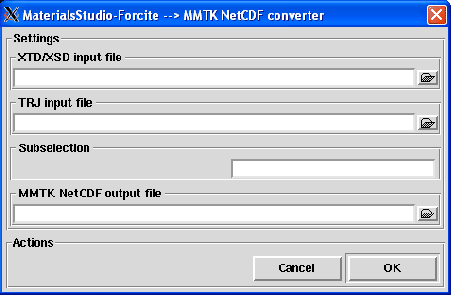 MaterialsStudio-Forcite --> MMTK NetCDF converter
Settings
XTD/XSD input file
TRJ input file
Subselection
MMTK NetCDF output file
Actions
Cancel OK